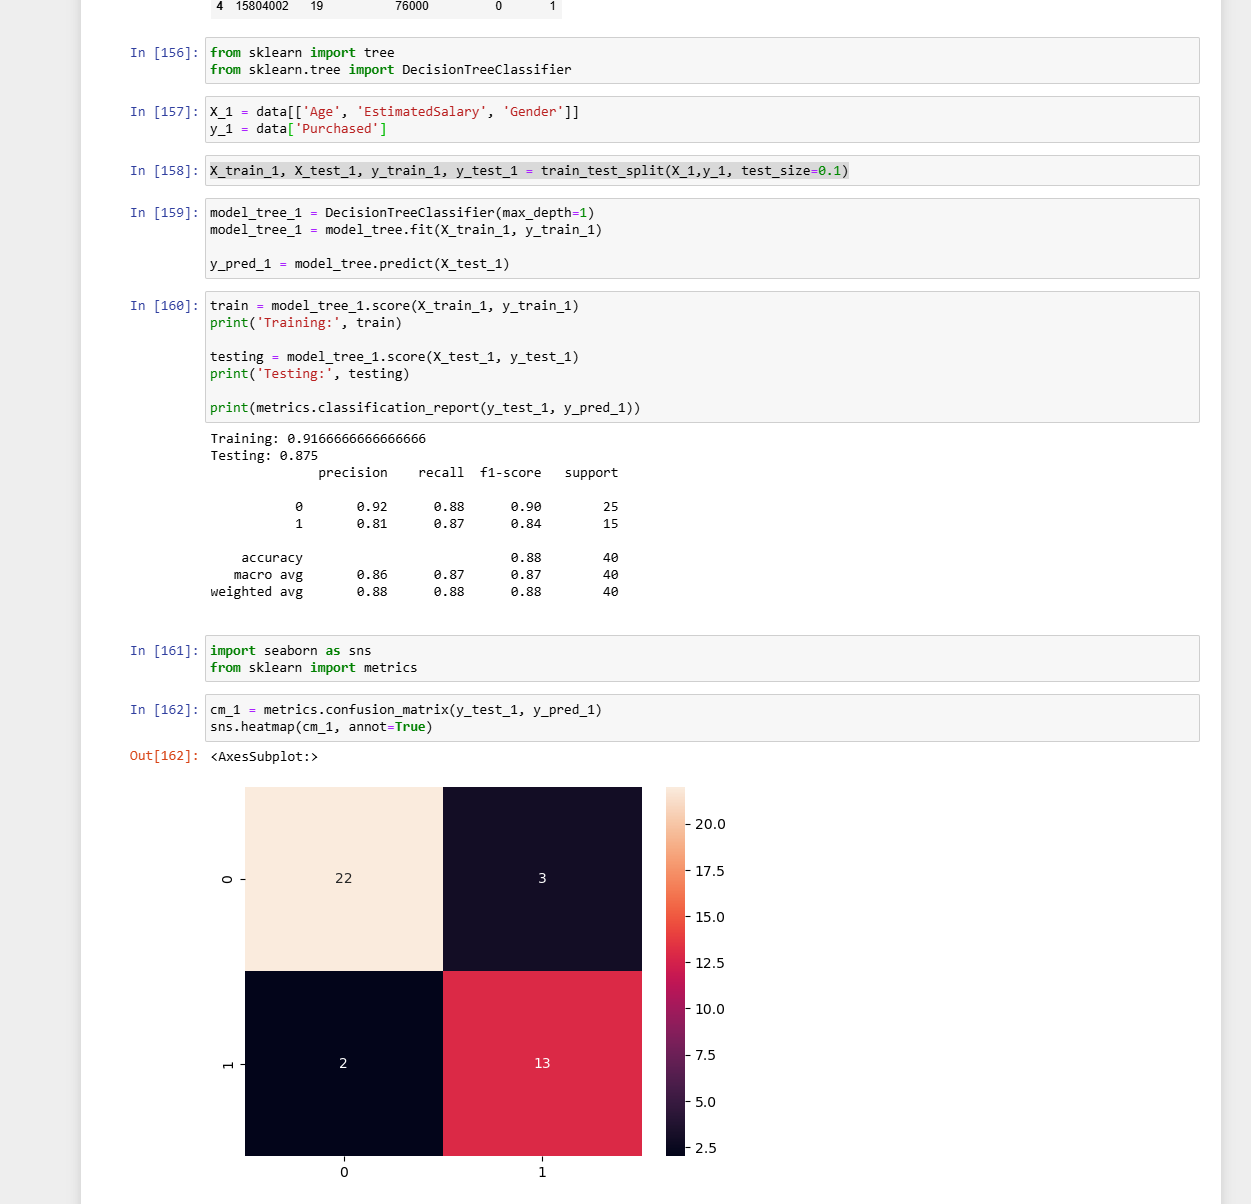 4 15804002 19 76000 0 1
In [156]: from sklearn import tree
from sklearn.tree import DecisionTreeClassifier
In [157]: X_1 = data[['Age', 'EstimatedSalary', 'Gender']]
y_1 = data['Purchased']
In [158]: X_train_1, X_test_1, y_train_1, y_test_1 = train_test_split(X_1,y_1, test_size=0.1)
In [159]: model_tree_1 = DecisionTreeClassifier(max_depth=1)
model_tree_1 = model_tree.fit(X_train_1, y_train_1)
y_pred_1 = model_tree.predict(X_test_1)
In [160]: train = model_tree_1.score(X_train_1, y_train_1)
print('Training:', train)
testing = model_tree_1.score(X_test_1, y_test_1)
print('Testing:', testing)
print(metrics.classification_report(y_test_1, y_pred_1))
Training: 0.9166666666666666
Testing: 0.875
precision recall f1-score support
0 0.92 0.88 0.90 25
1 0.81 0.87 0.84 15
accuracy 0.88 40
macro avg 0.86 0.87 0.87 40
weighted avg 0.88 0.88 0.88 40
In [161]: import seaborn as sns
from sklearn import metrics
In [162]: cm_1 = metrics.confusion_matrix(y_test_1, y_pred_1)
sns.heatmap(cm_1, annot=True)
Out[162]: <AxesSubplot:>
20.0
0 22 3
17.5
15.0
12.5
10.0
1 2 13
7.5
5.0
2.5
0 1